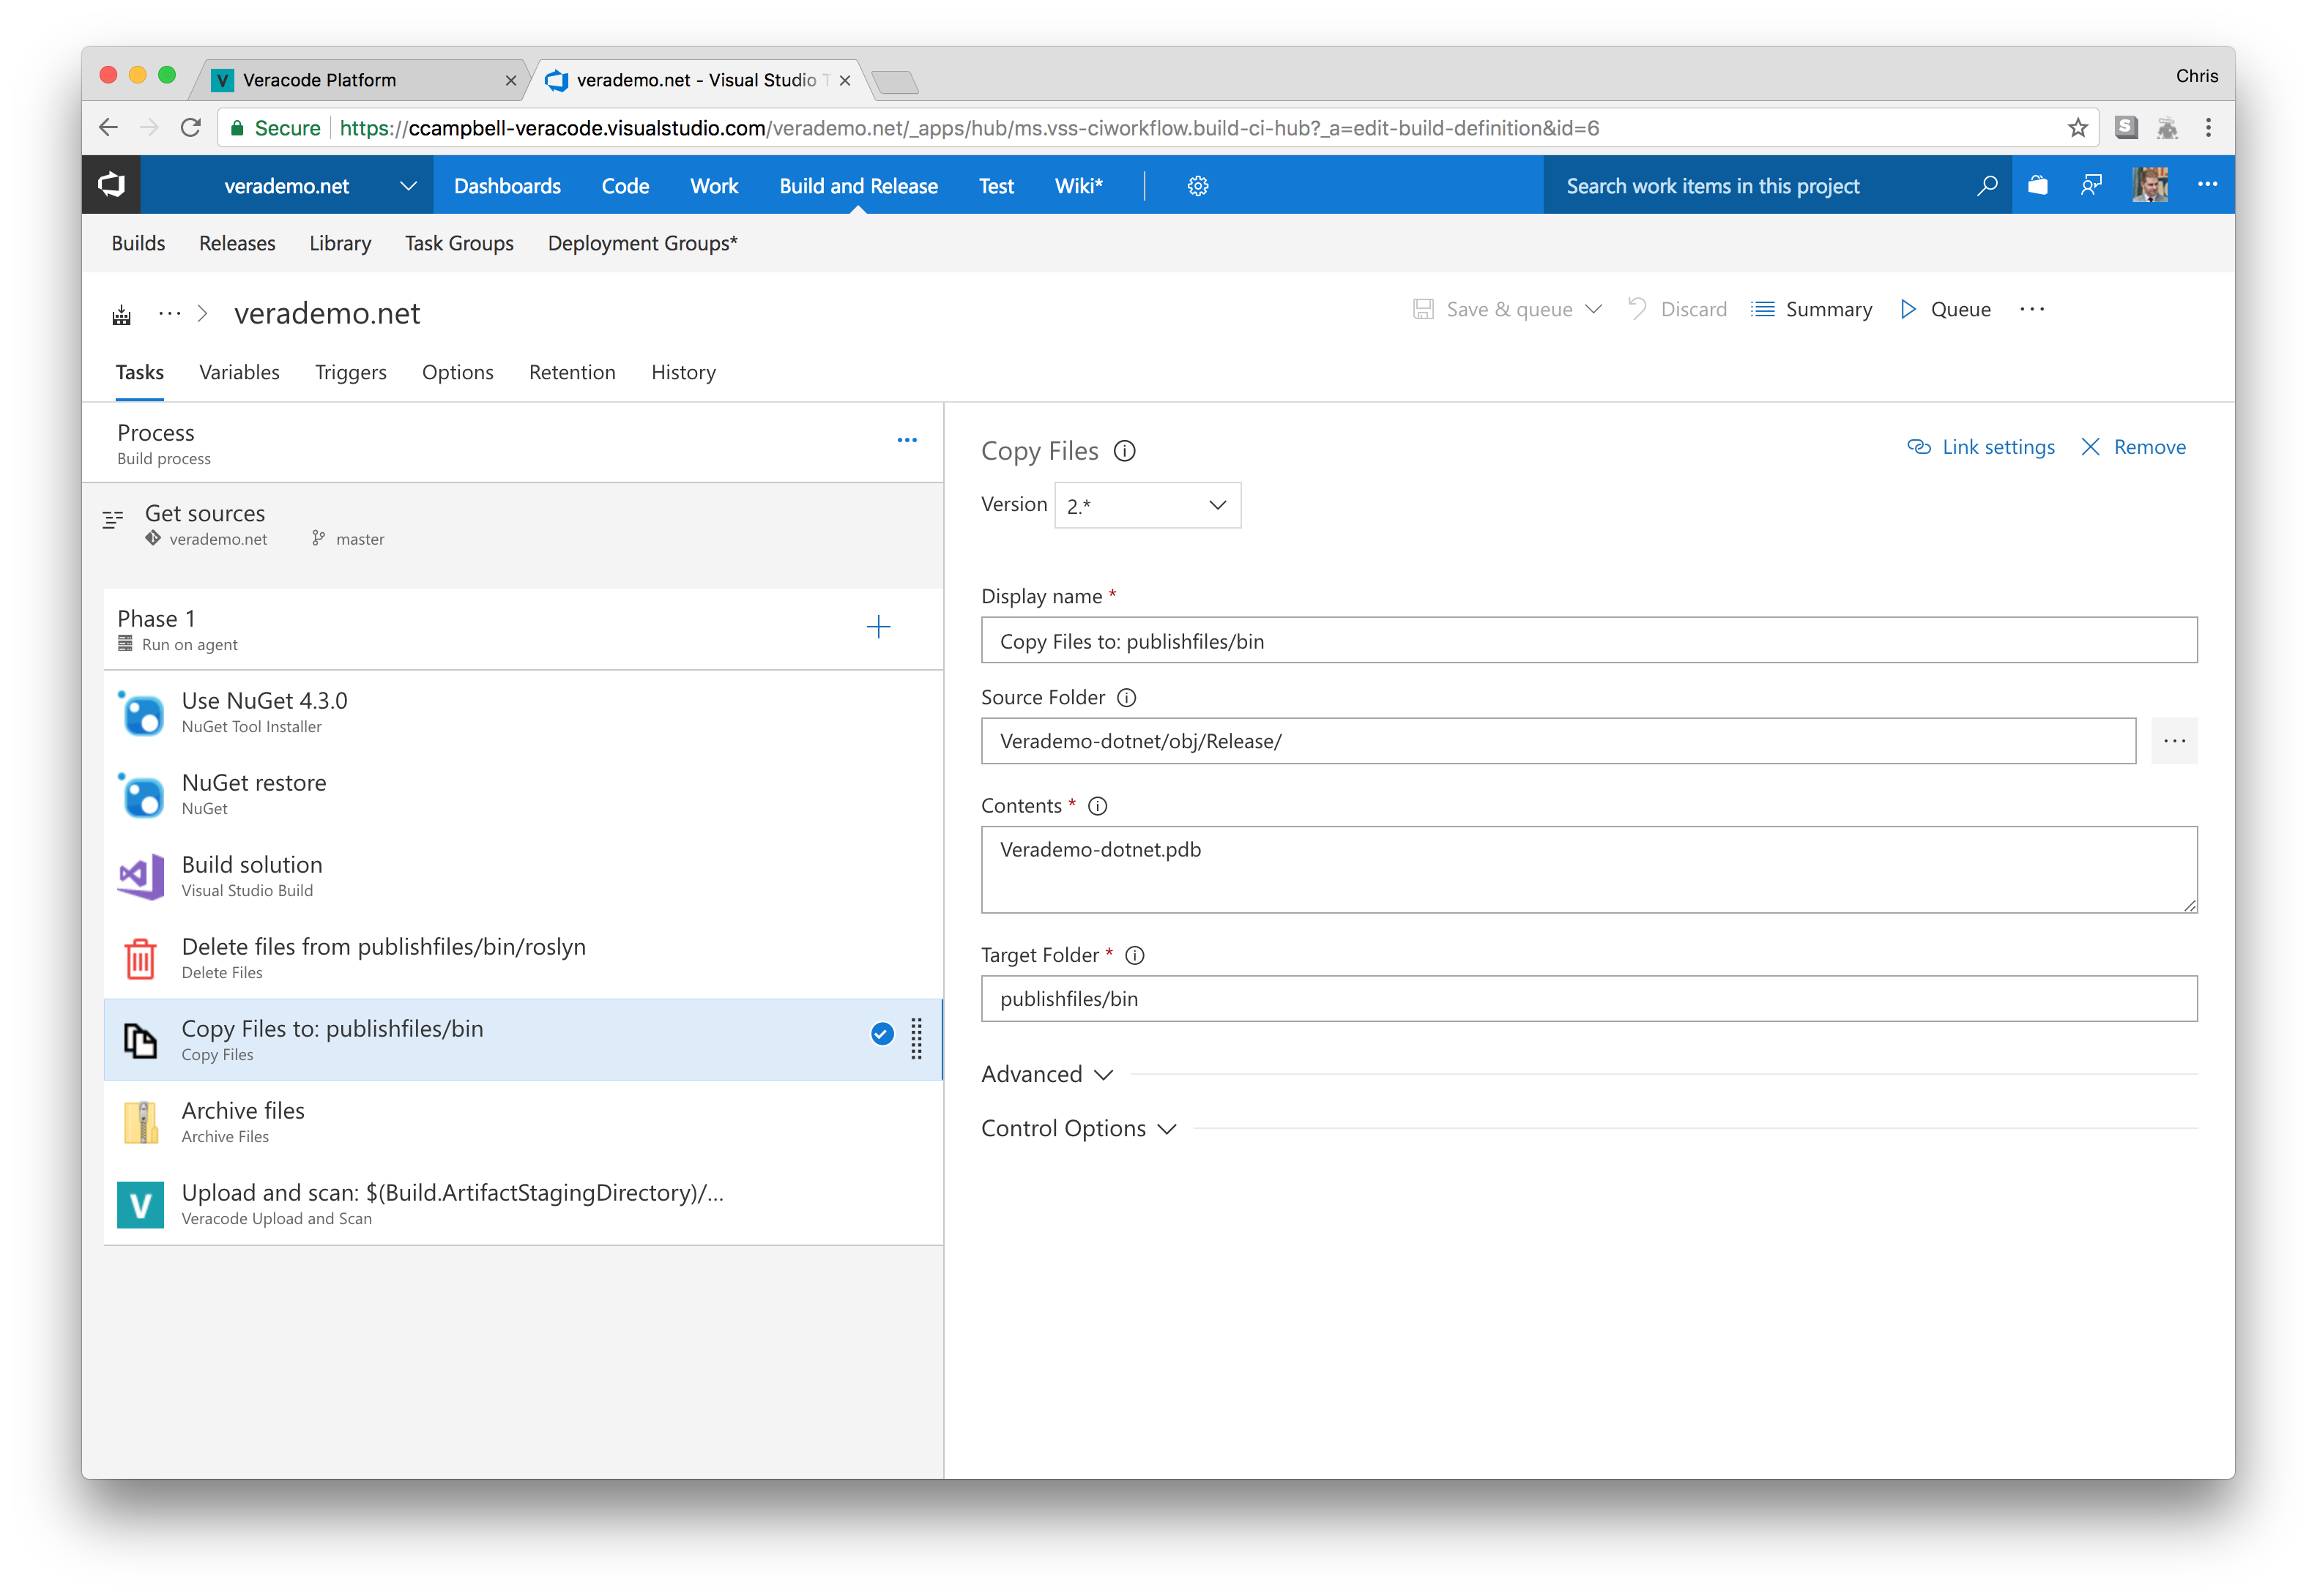 Chris
V Veracode Platform
verademo.net - Visual Studio T
Secure https://ccampbell-veracode.visualstudio.com/verademo.net/_apps/hub/ms.vss-ciworkflow.build-ci-hub?_a=edit-build-definition&id=6
S
verademo.net Dashboards Code Work Build and Release Test Wiki* Search work items in this project
Builds Releases Library Task Groups Deployment Groups*
··· > verademo.net
Save & queue Discard Summary Queue ···
Tasks Variables Triggers Options Retention History
Process
Build process
Get sources
verademo.net master
Phase 1
Run on agent
Use NuGet 4.3.0
NuGet Tool Installer
NuGet restore
NuGet
Build solution
Visual Studio Build
Delete files from publishfiles/bin/roslyn
Delete Files
Copy Files to: publishfiles/bin
Copy Files
Archive files
Archive Files
V
Upload and scan: $(Build.ArtifactStagingDirectory)/...
Veracode Upload and Scan
Copy Files
Link settings Remove
Version 2.*
Display name *
Copy Files to: publishfiles/bin
Source Folder
Verademo-dotnet/obj/Release/
Contents *
Verademo-dotnet.pdb
Target Folder *
publishfiles/bin
Advanced
Control Options